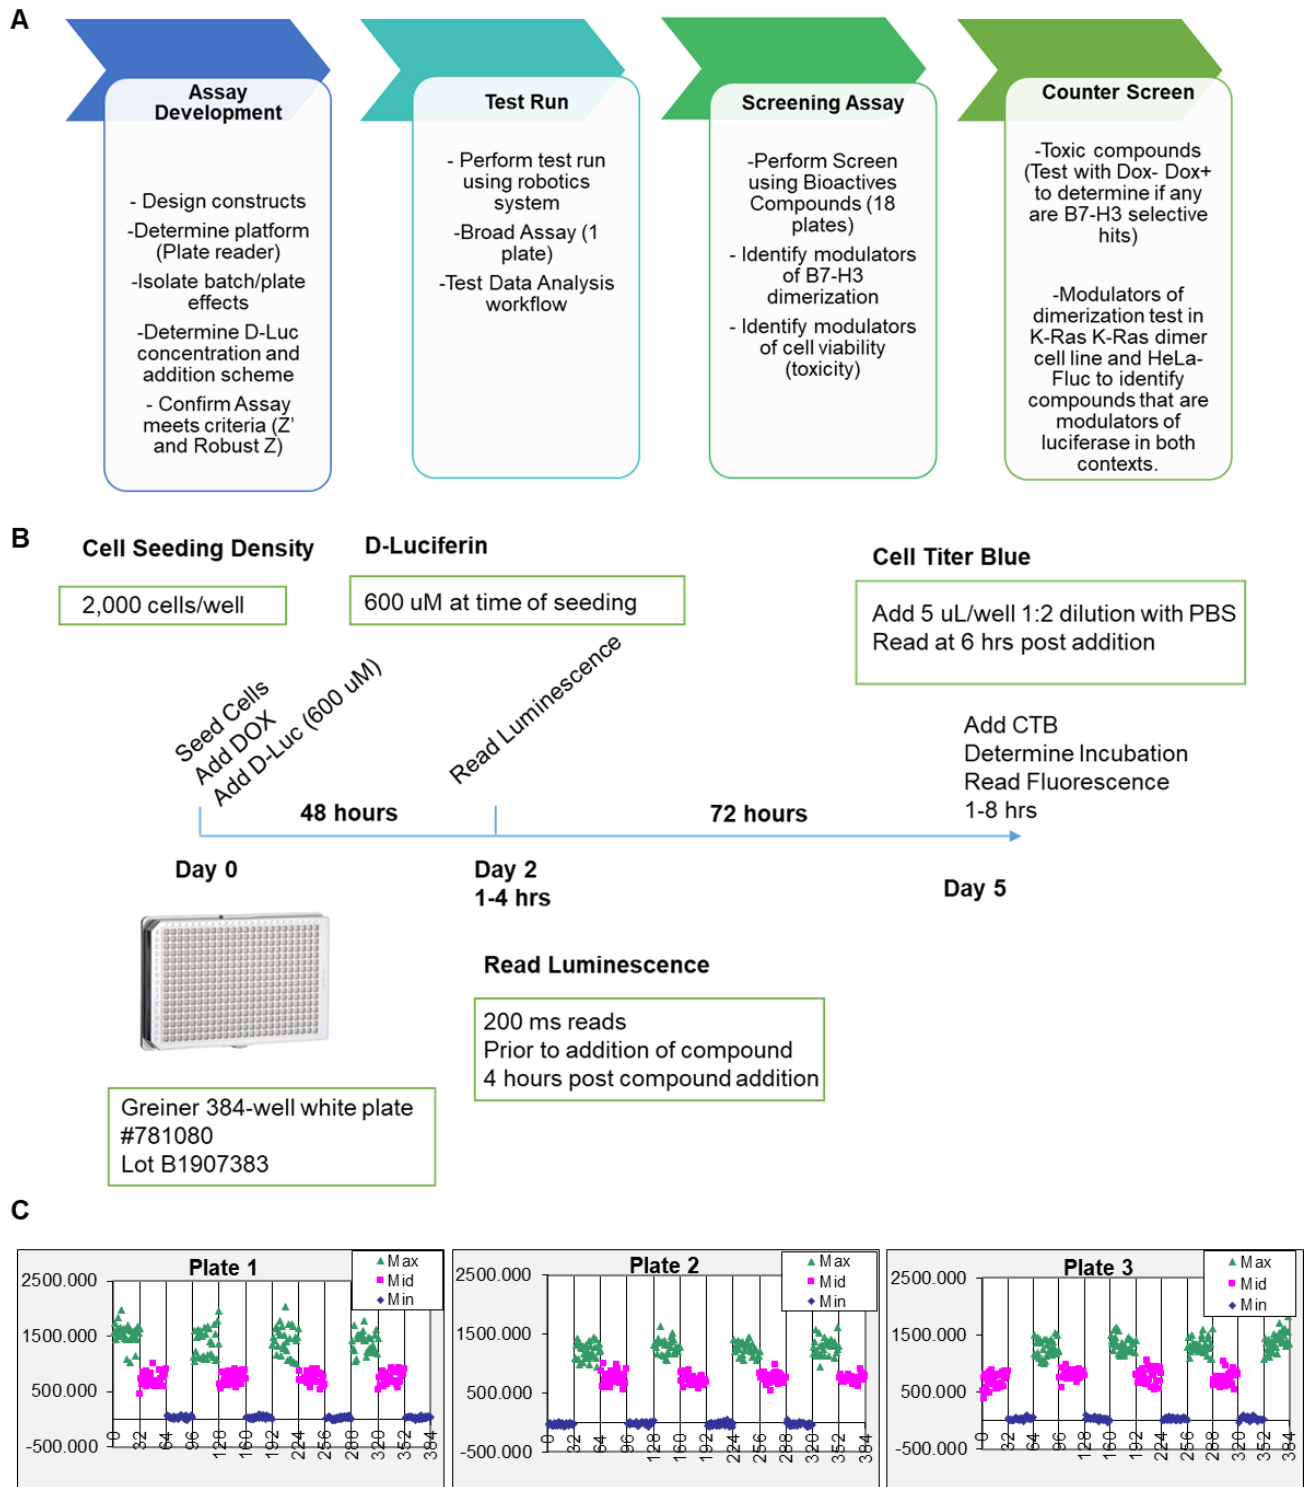 A
Assay
Development
- Design constructs
-Determine platform
(Plate reader)
-Isolate batch/plate
effects
-Determine D-Luc
concentration and
addition scheme
- Confirm Assay
meets criteria (Z’
and Robust Z)
Test Run
- Perform test run
using robotics
system
-Broad Assay (1
plate)
-Test Data Analysis
workflow
Screening Assay
-Perform Screen
using Bioactives
Compounds (18
plates)
- Identify modulators
of B7-H3
dimerization
- Identify modulators
of cell viability
(toxicity)
Counter Screen
-Toxic compounds
(Test with Dox- Dox+
to determine if any
are B7-H3 selective
hits)
-Modulators of
dimerization test in
K-Ras K-Ras dimer
cell line and HeLa-
Fluc to identify
compounds that are
modulators of
luciferase in both
contexts.
B
Cell Seeding Density
2,000 cells/well
D-Luciferin
600 uM at time of seeding
Cell Titer Blue
Add 5 uL/well 1:2 dilution with PBS
Read at 6 hrs post addition
Seed Cells
Add DOX
Add D-Luc (600 uM)
Read Luminescence
Add CTB
Determine Incubation
Read Fluorescence
1-8 hrs
48 hours
72 hours
Day 0
Day 2
1-4 hrs
Day 5
Read Luminescence
200 ms reads
Prior to addition of compound
4 hours post compound addition
Greiner 384-well white plate
#781080
Lot B1907383
C
Plate 1
Max
Mid
Min
2500.000
1500.000
500.000
-500.000
0 32 64 96 128 160 192 224 256 288 320 352 384
Plate 2
Max
Mid
Min
2500.000
1500.000
500.000
-500.000
0 32 64 96 128 160 192 224 256 288 320 352 384
Plate 3
Max
Mid
Min
2500.000
1500.000
500.000
-500.000
0 32 64 96 128 160 192 224 256 288 320 352 384